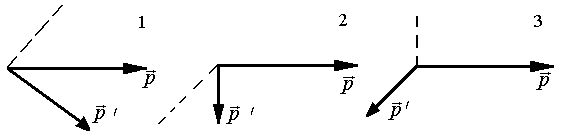 1 2 3
p⃗ p⃗ p⃗
p⃗ ′ p⃗ ′ p⃗ ′